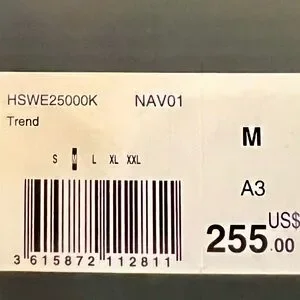 HSWE25000K NAV01
Trend
S M L XL XXL
3 615872 112811
M
A3
US$
255.00